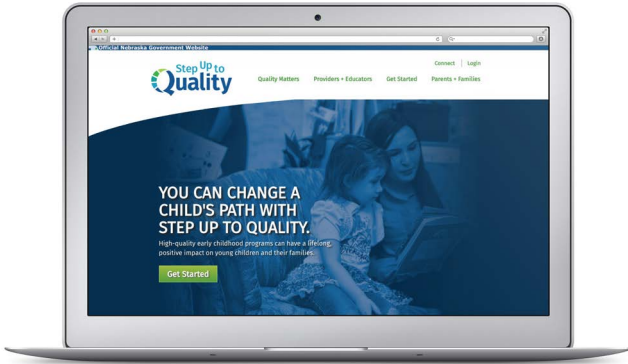 Official Nebraska Government Website
Connect | Login
Step Up to
Quality
Quality Matters Providers + Educators Get Started Parents + Families
YOU CAN CHANGE A
CHILD'S PATH WITH
STEP UP TO QUALITY.
High-quality early childhood programs can have a lifelong,
positive impact on young children and their families.
Get Started